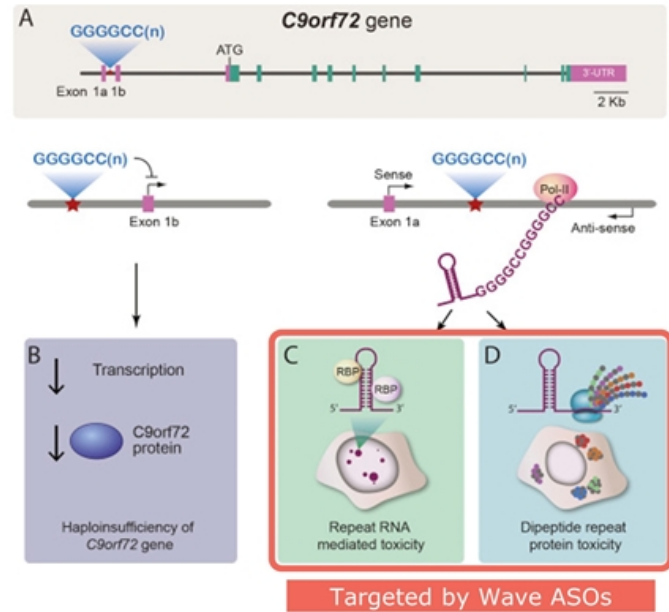 A
C9orf72 gene
GGGGCC(n)
ATG
3'-UTR
Exon 1a 1b
2 Kb
GGGGCC(n)
Exon 1b
GGGGCC(n)
Sense
Pol-II
Exon 1a
Anti-sense
GGGGCCGGGGCC
B
Transcription
C9orf72
protein
Haploinsufficiency of
C9orf72 gene
C
RBP
RBP
5'
3'
Repeat RNA
mediated toxicity
D
5'
3'
Dipeptide repeat
protein toxicity
Targeted by Wave ASOs